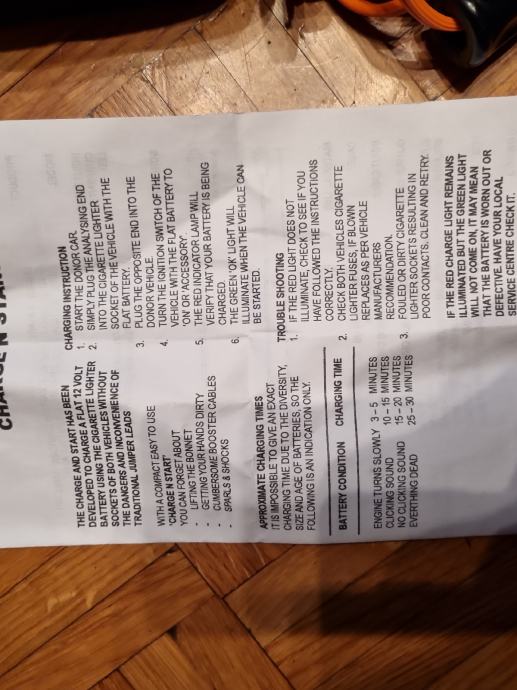 CHARGE N START
THE CHARGE AND START HAS BEEN
DEVELOPED TO CHARGE A FLAT 12 VOLT
BATTERY USING THE CIGARETTE LIGHTER
SOCKETS OF BOTH VEHICLES WITHOUT
THE DANGERS AND INCONVENIENCE OF
TRADITIONAL JUMPER LEADS
WITH A COMPACT EASY TO USE
'CHARGE N START'
YOU CAN FORGET ABOUT
- LIFTING THE BONNET
- GETTING YOUR HANDS DIRTY
- CUMBERSOME BOOSTER CABLES
- SPARLS & SHOCKS
APPROXIMATE CHARGING TIMES
IT IS IMPOSSIBLE TO GIVE AN EXACT
CHARGING TIME DUE TO THE DIVERSITY,
SIZE AND AGE OF BATTERIES, SO THE
FOLLOWING IS AN INDICATION ONLY.
BATTERY CONDITION CHARGING TIME
ENGINE TURNS SLOWLY 3 – 5 MINUTES
CLICKING SOUND 10 – 15 MINUTES
NO CLICKING SOUND 15 – 20 MINUTES
EVERTHING DEAD 25 – 30 MINUTES
CHARGING INSTRUCTION
1. START THE DONOR CAR
2. SIMPLY PLUG THE ANALYSING END
INTO THE CIGARETTE LIGHTER
SOCKET OF THE VEHICLE WITH THE
FLAT BATTERY.
3. PLUG THE OPPOSITE END INTO THE
DONOR VEHICLE.
4. TURN THE IGNITION SWITCH OF THE
VEHICLE WITH THE FLAT BATTERY TO
'ON' OR 'ACCESSORY'.
5. THE RED INDICATOR LAMP WILL
VERIFY THAT YOUR BATTERY IS BEING
CHARGED.
6. THE GREEN 'OK' LIGHT WILL
ILLUMINATE WHEN THE VEHICLE CAN
BE STARTED.
TROUBLE SHOOTING
1. IF THE RED LIGHT DOES NOT
ILLUMINATE, CHECK TO SEE IF YOU
HAVE FOLLOWED THE INSTRUCTIONS
CORRECTLY.
2. CHECK BOTH VEHICLES CIGARETTE
LIGHTER FUSES, IF BLOWN
REPLACE AS PER VEHICLE
MANUFACTURERS
RECOMMENDATION.
3. FOULED OR DIRTY CIGARETTE
LIGHTER SOCKETS RESULTING IN
POOR CONTACTS. CLEAN AND RETRY.
IF THE RED CHARGE LIGHT REMAINS
ILLUMINATED BUT THE GREEN LIGHT
WILL NOT COME ON, IT MAY MEAN
THAT THE BATTERY IS WORN OUT OR
DEFECTIVE. HAVE YOUR LOCAL
SERVICE CENTRE CHECK IT.